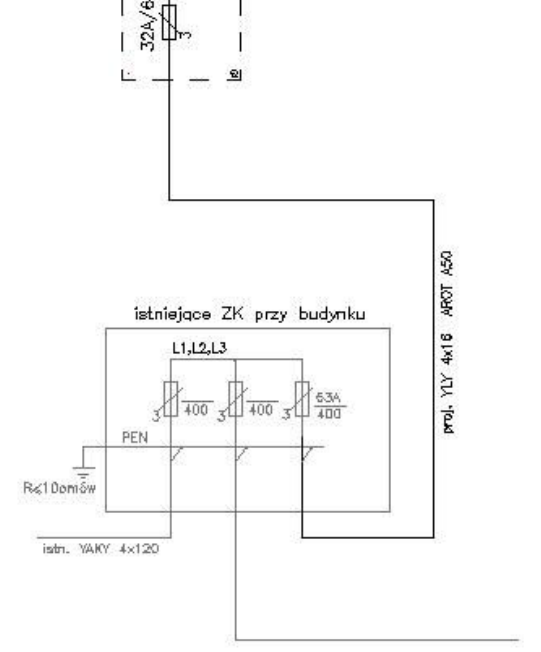 32A/6
3
istniejące ZK przy budynku
L1,L2,L3
3 400
3 400
3 63A
400
PEN
R≤10omów
istn. YAKY 4x120
proj. YLY 4x16 AROT A50